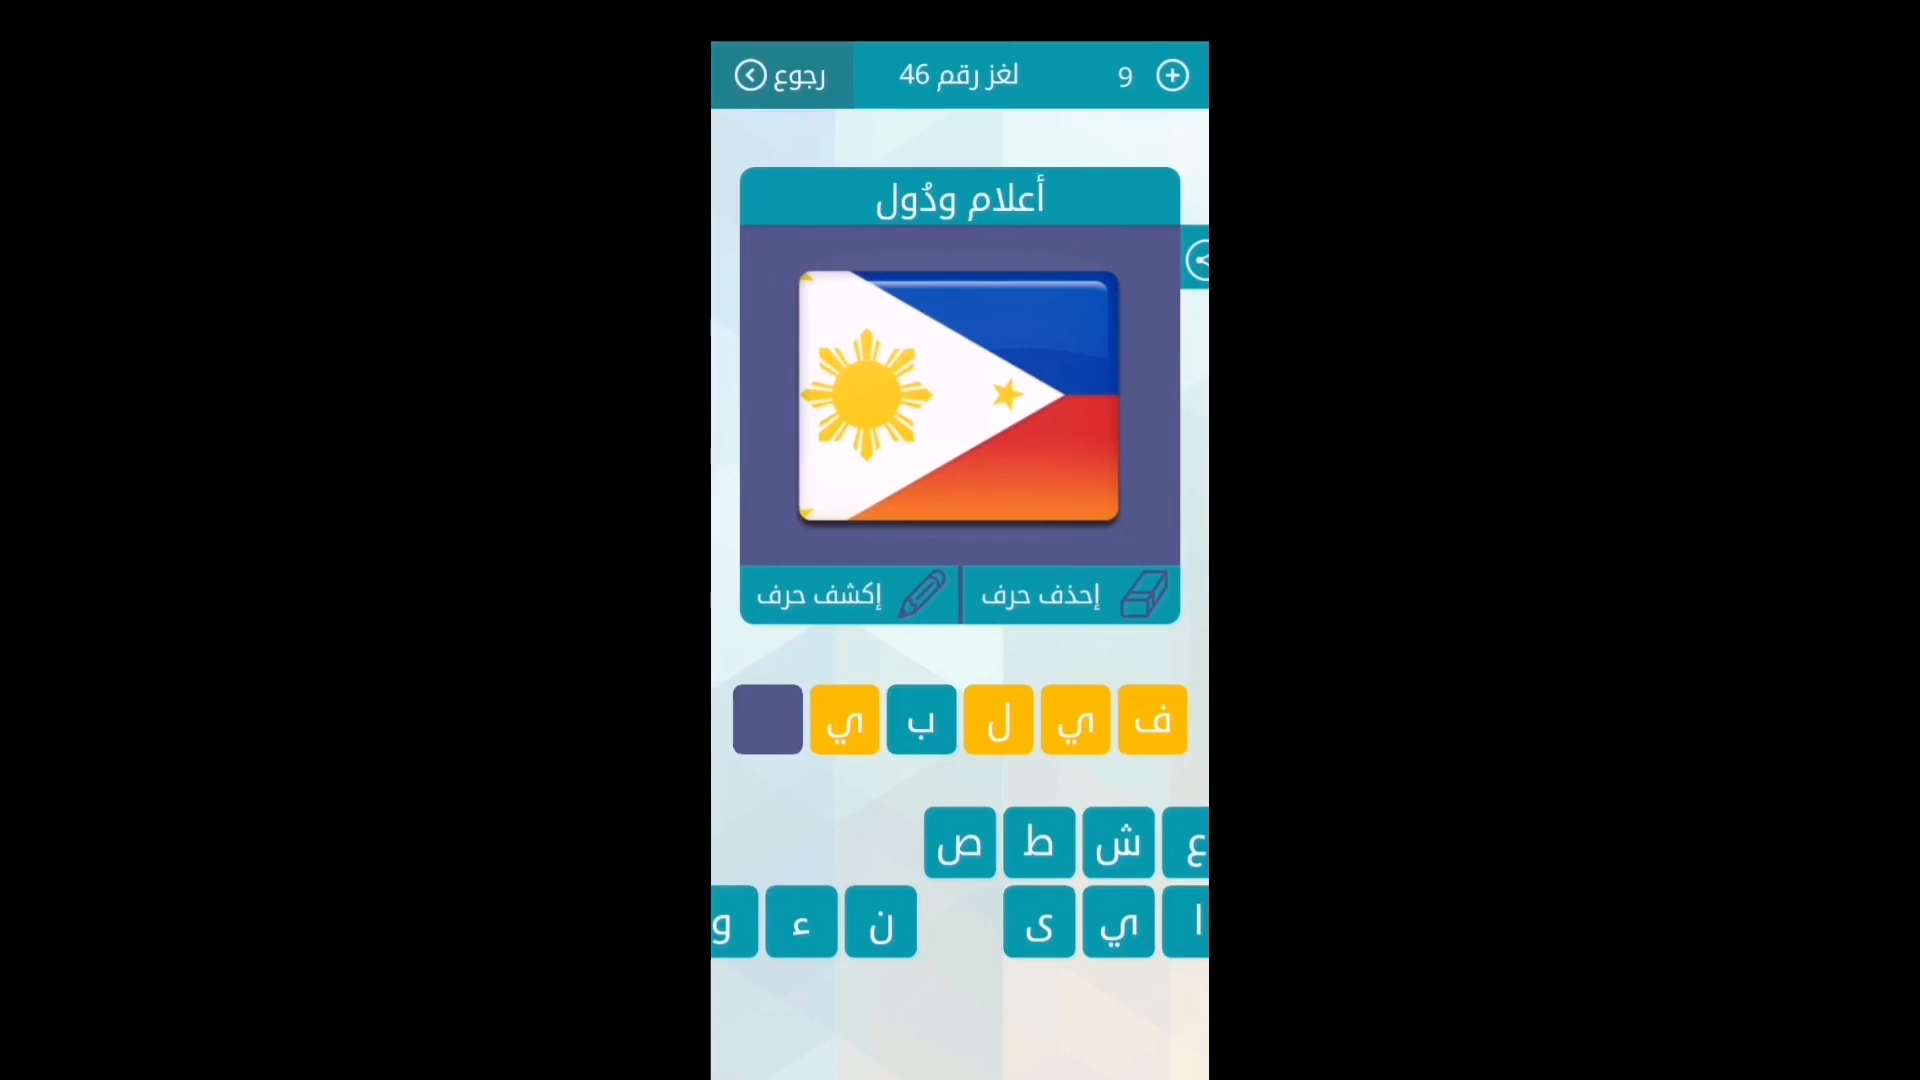 رجوع لغز رقم 46 9
أعلام ودُول
إحذف حرف إكشف حرف
ف ي ل ب ي
ع ش ط ص
ا ي ى ن ء و